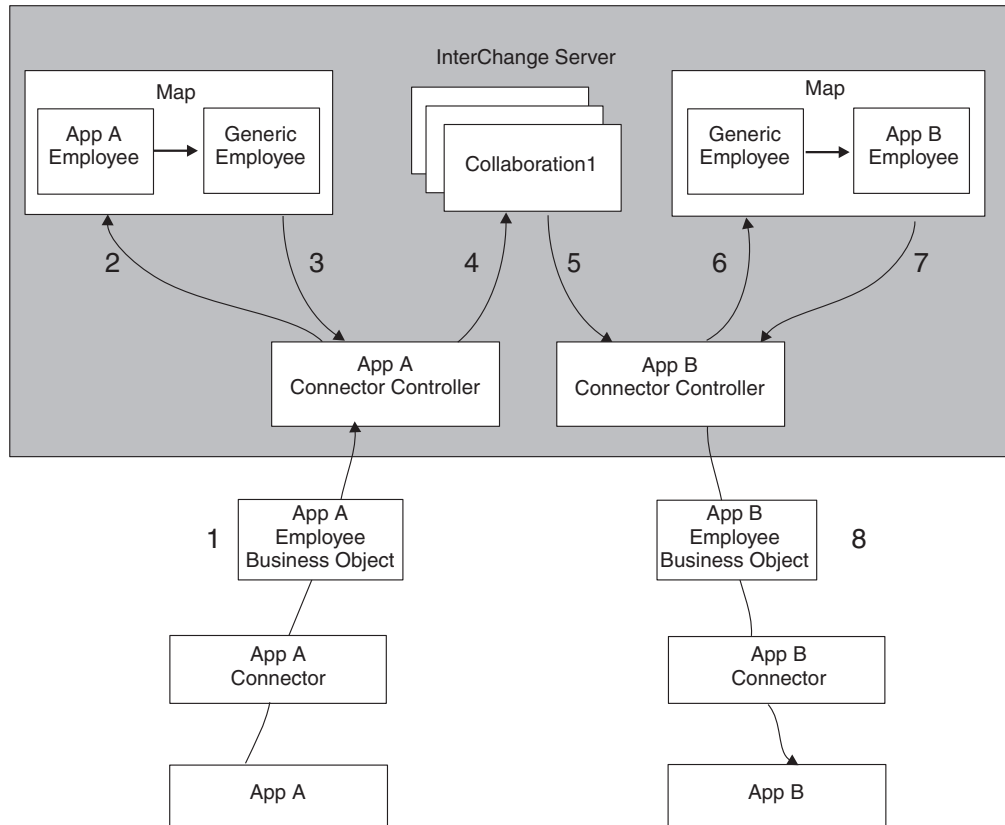 InterChange Server
Map
App A
Employee
Generic
Employee
Collaboration1
Map
Generic
Employee
App B
Employee
2
3
4
5
6
7
App A
Connector Controller
App B
Connector Controller
1
App A
Employee
Business Object
App B
Employee
Business Object
8
App A
Connector
App B
Connector
App A
App B